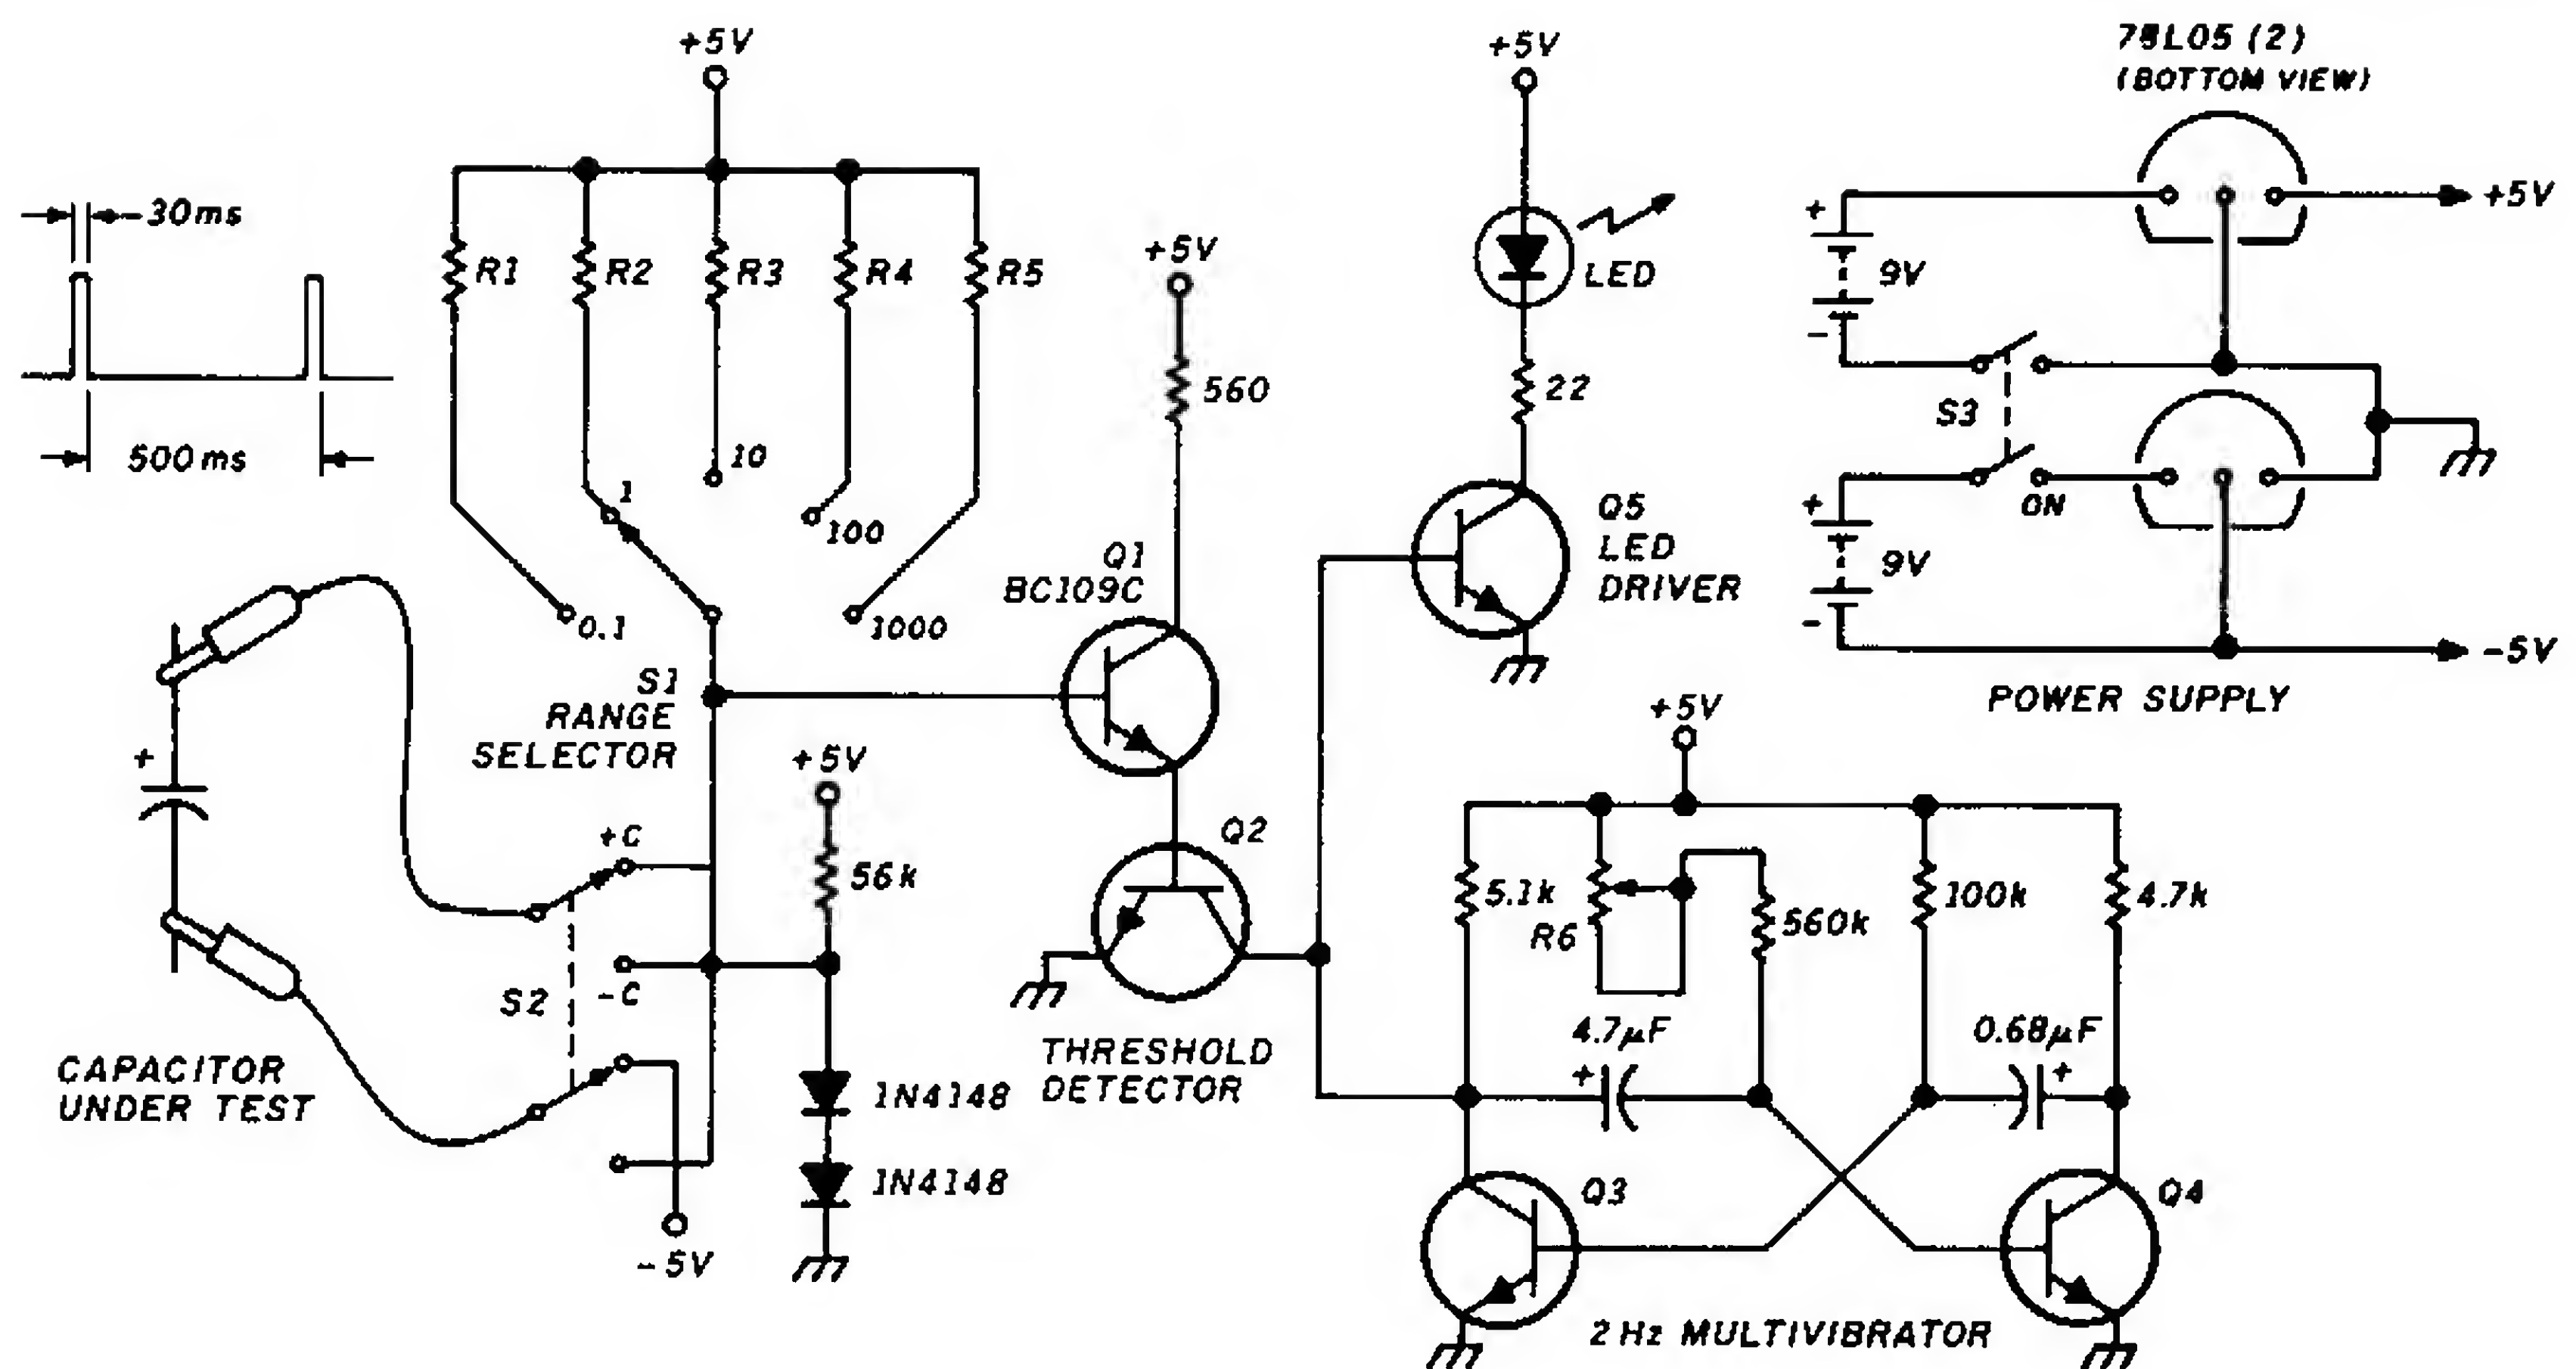 +5V
+5V
78L05 (2)
(BOTTOM VIEW)
30ms
500ms
R1
R2
R3
R4
R5
10
1
100
0.1
1000
S1
RANGE
SELECTOR
+5V
560
Q1
BC109C
LED
22
Q5
LED
DRIVER
+
9V
-
+5V
S3
ON
+
9V
-
-5V
POWER SUPPLY
+
CAPACITOR
UNDER TEST
+C
-C
S2
-5V
+5V
56k
1N4148
1N4148
Q2
THRESHOLD
DETECTOR
+5V
5.1k
R6
560k
100k
4.7k
4.7μF
+
0.68μF
+
Q3
Q4
2 Hz MULTIVIBRATOR